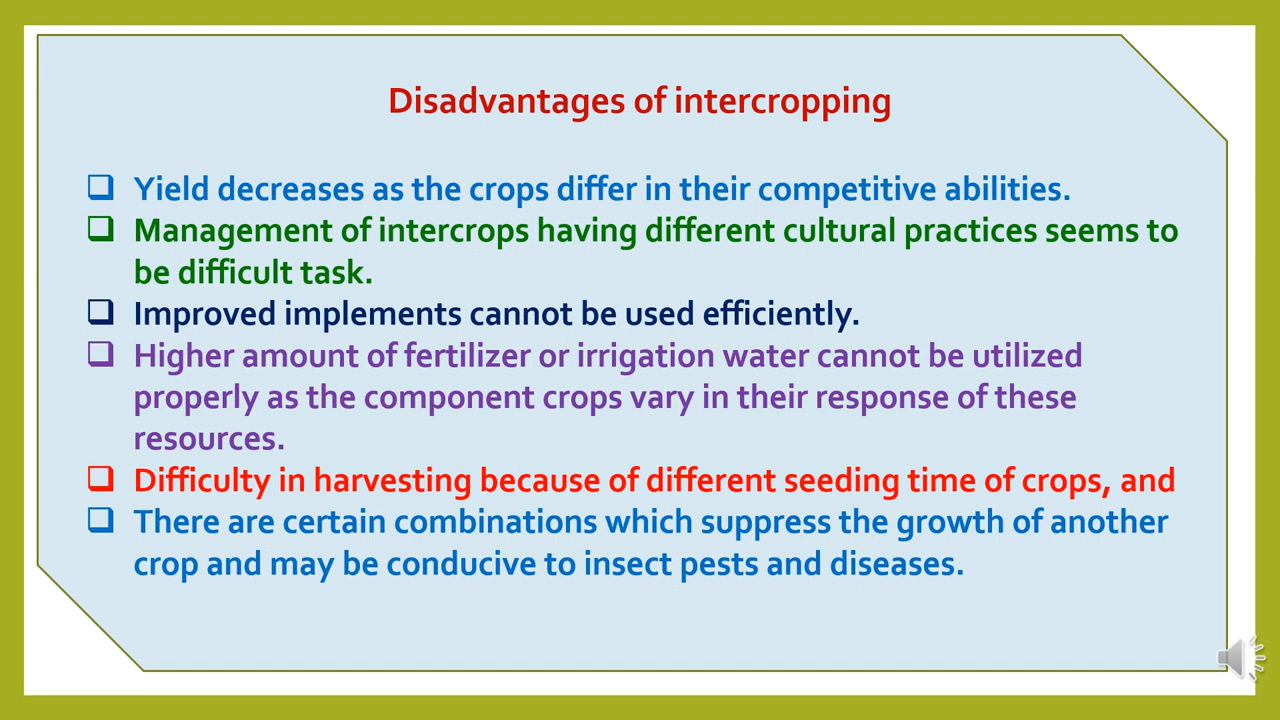 Disadvantages of intercropping
❑ Yield decreases as the crops differ in their competitive abilities.
❑ Management of intercrops having different cultural practices seems to
be difficult task.
❑ Improved implements cannot be used efficiently.
❑ Higher amount of fertilizer or irrigation water cannot be utilized
properly as the component crops vary in their response of these
resources.
❑ Difficulty in harvesting because of different seeding time of crops, and
❑ There are certain combinations which suppress the growth of another
crop and may be conducive to insect pests and diseases.